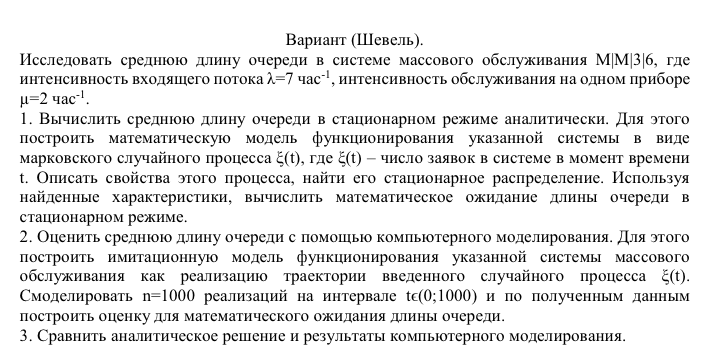 Вариант (Шевель).
Исследовать среднюю длину очереди в системе массового обслуживания M|M|3|6, где
интенсивность входящего потока λ=7 час⁻¹, интенсивность обслуживания на одном приборе
μ=2 час⁻¹.
1. Вычислить среднюю длину очереди в стационарном режиме аналитически. Для этого
построить математическую модель функционирования указанной системы в виде
марковского случайного процесса ξ(t), где ξ(t) – число заявок в системе в момент времени
t. Описать свойства этого процесса, найти его стационарное распределение. Используя
найденные характеристики, вычислить математическое ожидание длины очереди в
стационарном режиме.
2. Оценить среднюю длину очереди с помощью компьютерного моделирования. Для этого
построить имитационную модель функционирования указанной системы массового
обслуживания как реализацию траектории введенного случайного процесса ξ(t).
Смоделировать n=1000 реализаций на интервале tϵ(0;1000) и по полученным данным
построить оценку для математического ожидания длины очереди.
3. Сравнить аналитическое решение и результаты компьютерного моделирования.